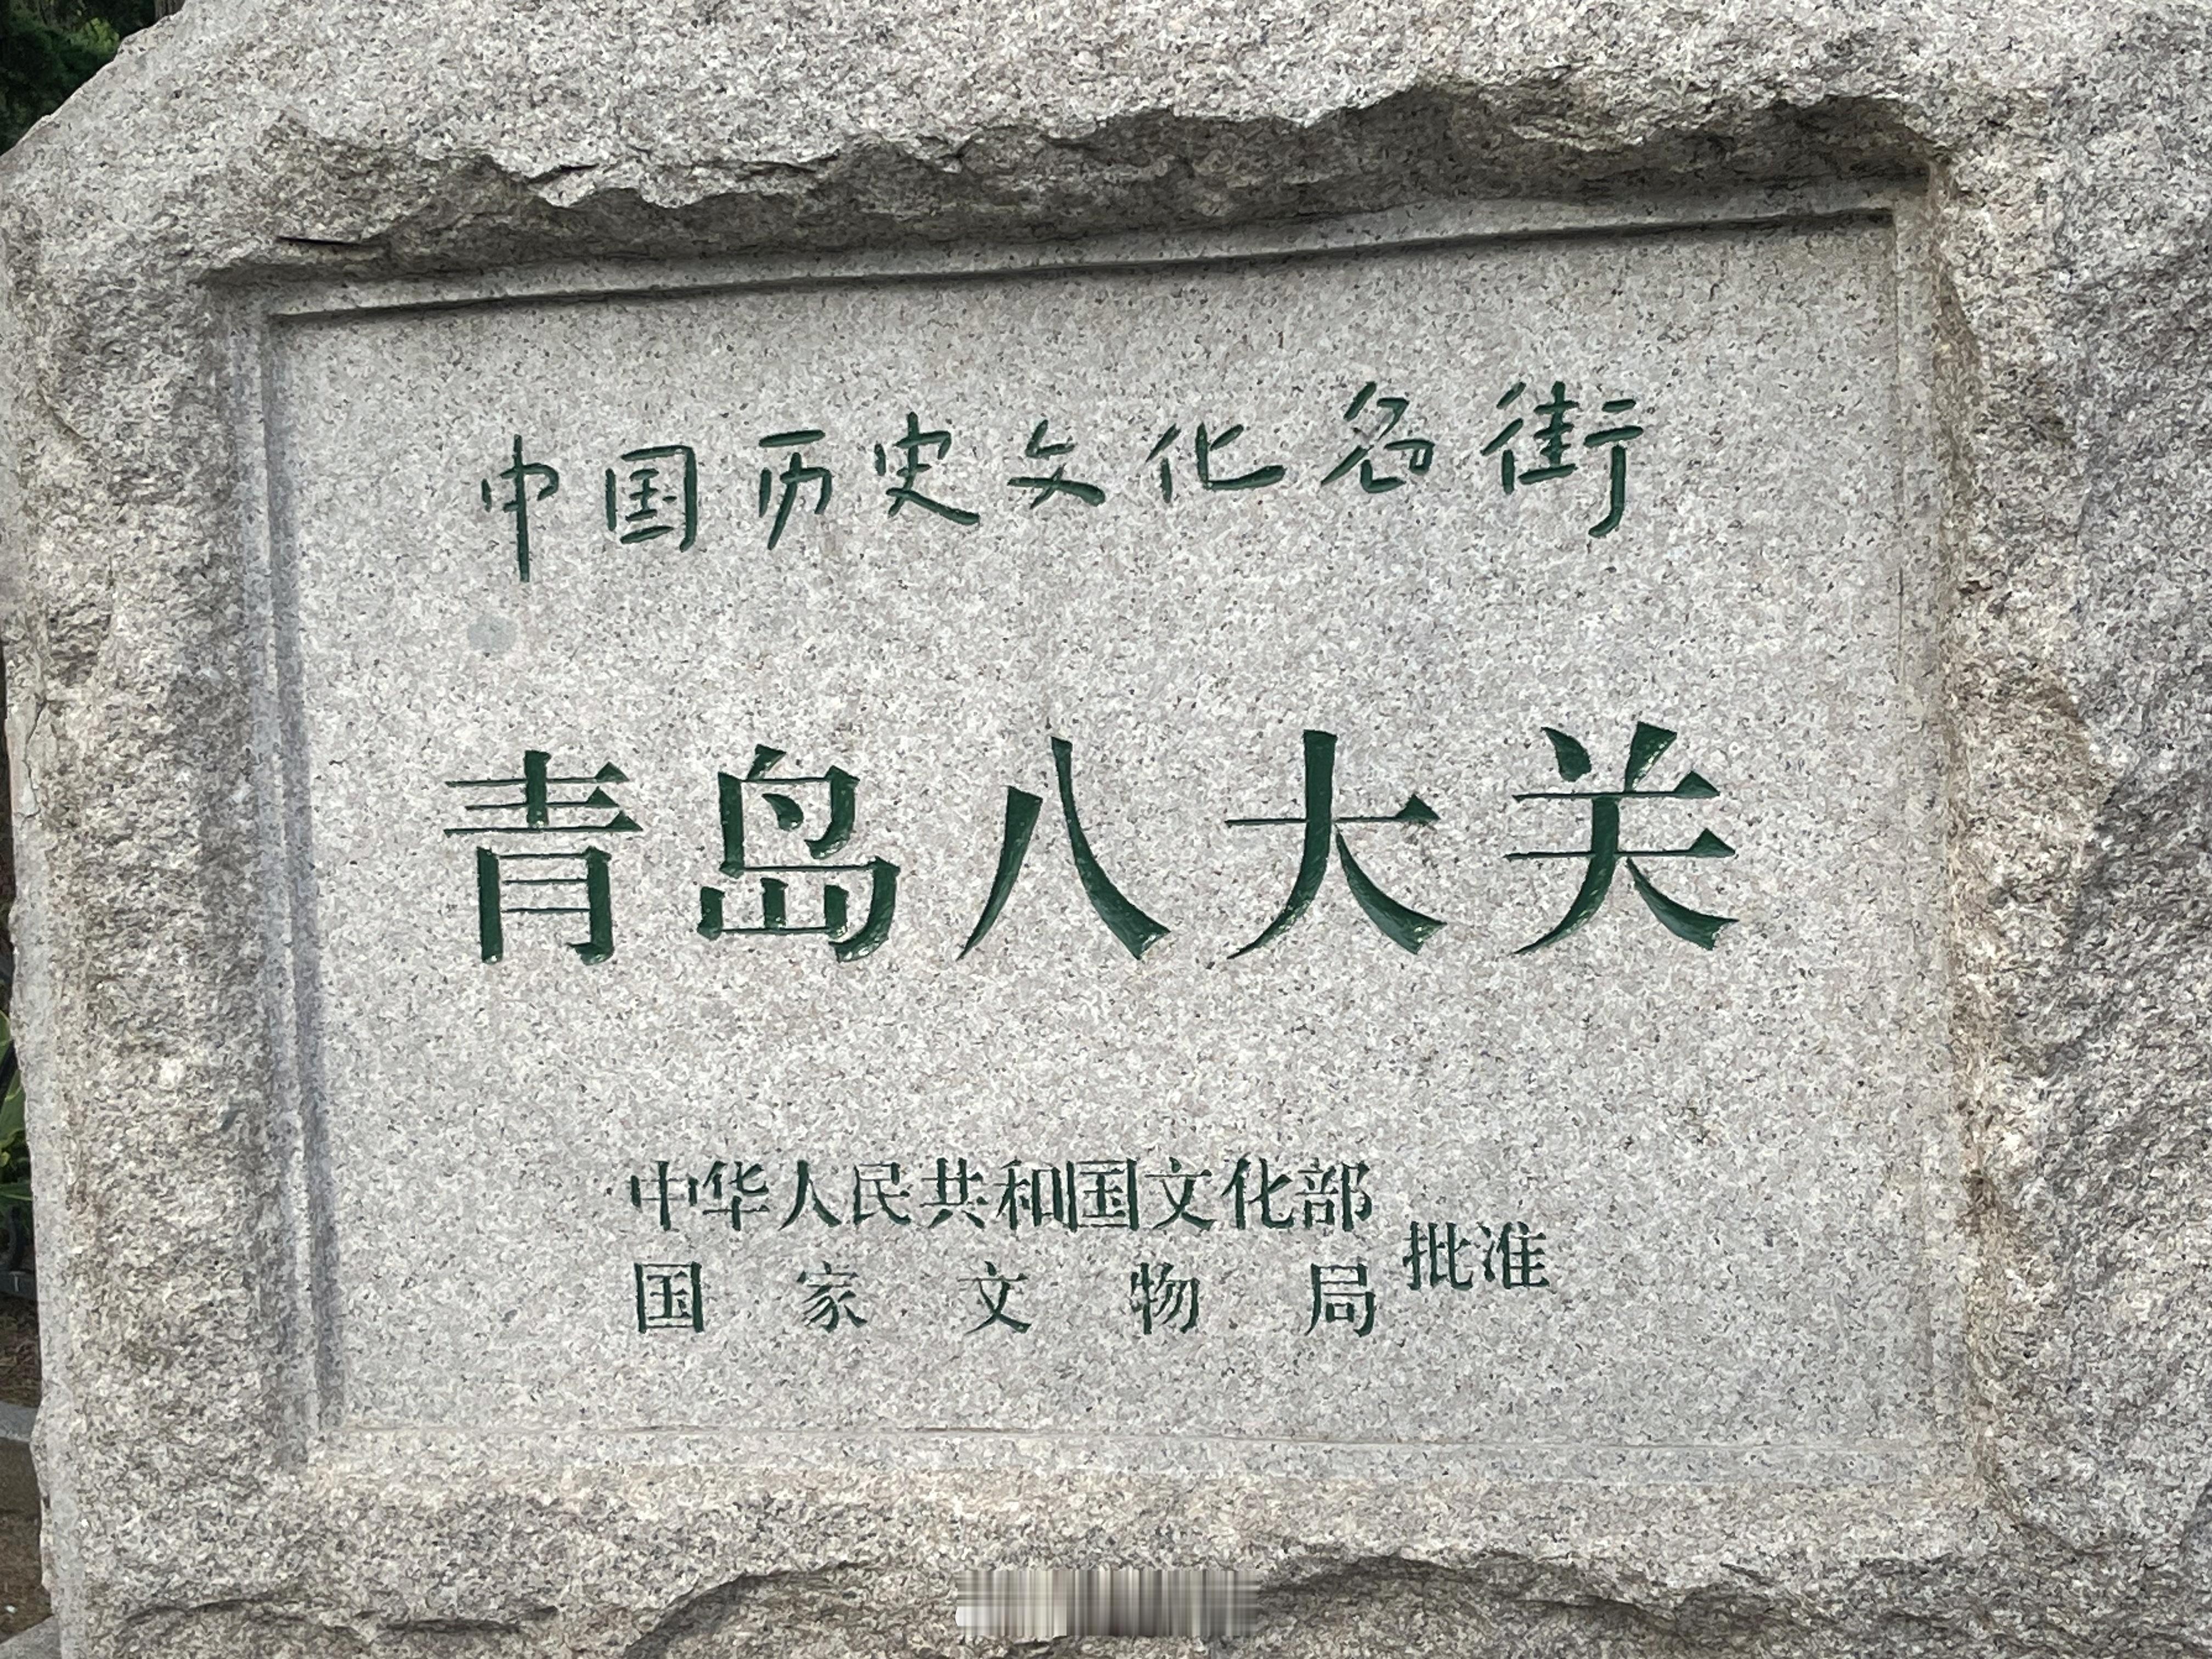 中国历史文化名街
青岛八大关
中华人民共和国文化部
国家文物局
批准